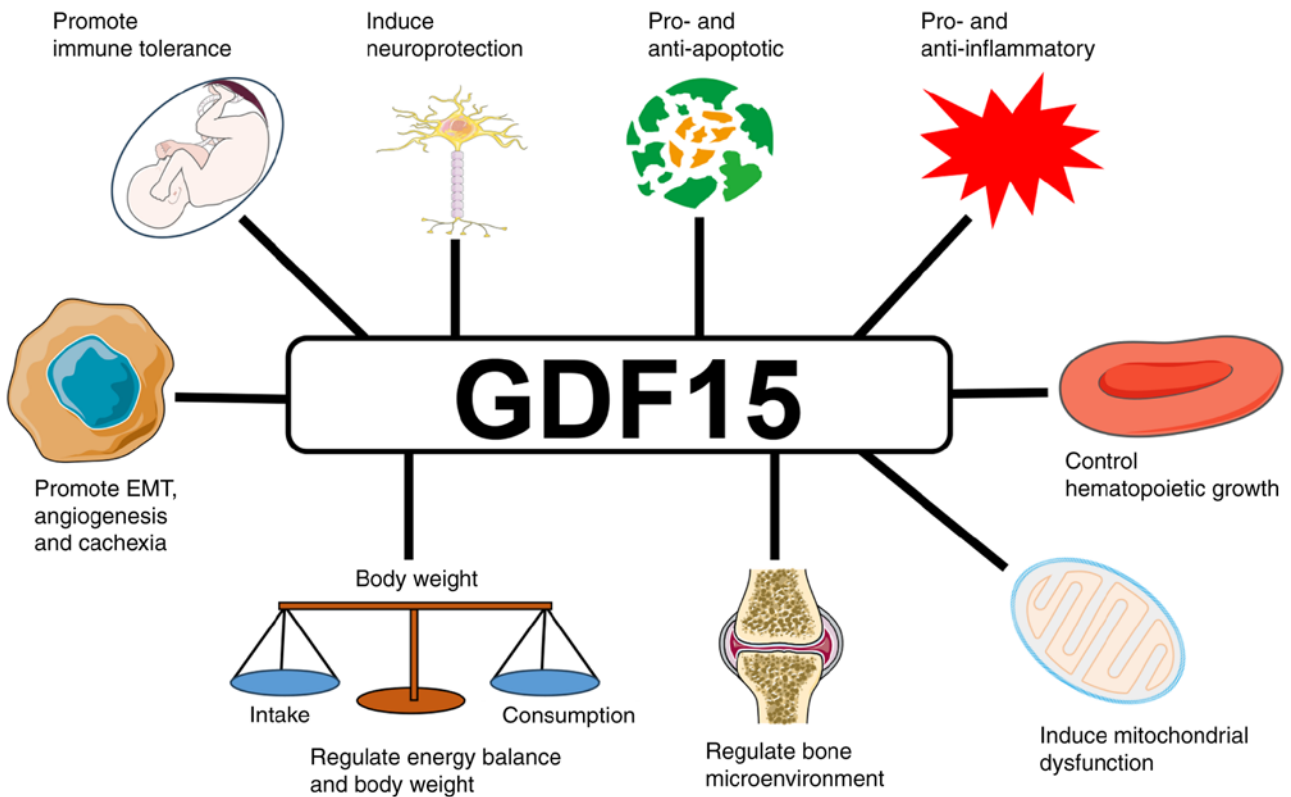 Promote
immune tolerance
Induce
neuroprotection
Pro- and
anti-apoptotic
Pro- and
anti-inflammatory
GDF15
Control
hematopoietic growth
Promote EMT,
angiogenesis
and cachexia
Body weight
Intake
Consumption
Regulate energy balance
and body weight
Regulate bone
microenvironment
Induce mitochondrial
dysfunction